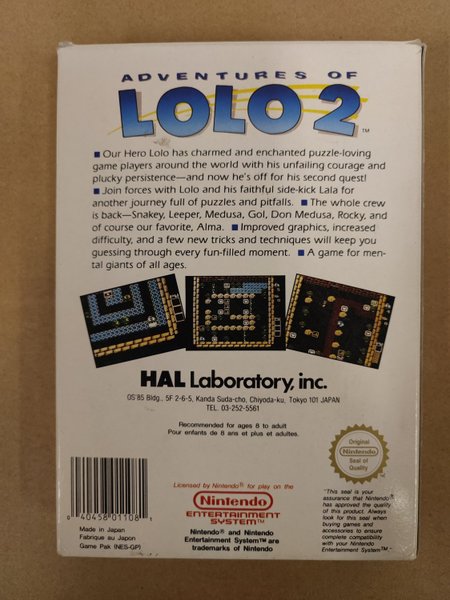 ADVENTURES OF
LOLO 2™
■ Our Hero Lolo has charmed and enchanted puzzle-loving
game players around the world with his unfailing courage and
plucky persistence—and now he's off for his second quest!
■ Join forces with Lolo and his faithful side-kick Lala for
another journey full of puzzles and pitfalls. ■ The whole crew
is back—Snakey, Leeper, Medusa, Gol, Don Medusa, Rocky, and
of course our favorite, Alma. ■ Improved graphics, increased
difficulty, and a few new tricks and techniques will keep you
guessing through every fun-filled moment. ■ A game for men-
tal giants of all ages.
HAL Laboratory, inc.
OS'85 Bldg., 5F 2-6-5, Kanda Suda-cho, Chiyoda-ku, Tokyo 101 JAPAN
TEL. 03-252-5561
Recommended for ages 8 to adult
Pour enfants de 8 ans et plus et adultes.
Original
Nintendo
Seal of
Quality
Licensed by Nintendo® for play on the
Nintendo
ENTERTAINMENT
SYSTEM™
Nintendo® and Nintendo
Entertainment System™ are
trademarks of Nintendo
"This seal is your
assurance that Nintendo®
has approved the quality
of this product. Always
look for this seal when
buying games and
accessories to ensure
complete compatibility
with your Nintendo
Entertainment System."
0 40458 01108 1
Made in Japan
Fabrique au Japon
Game Pak (NES-GP)